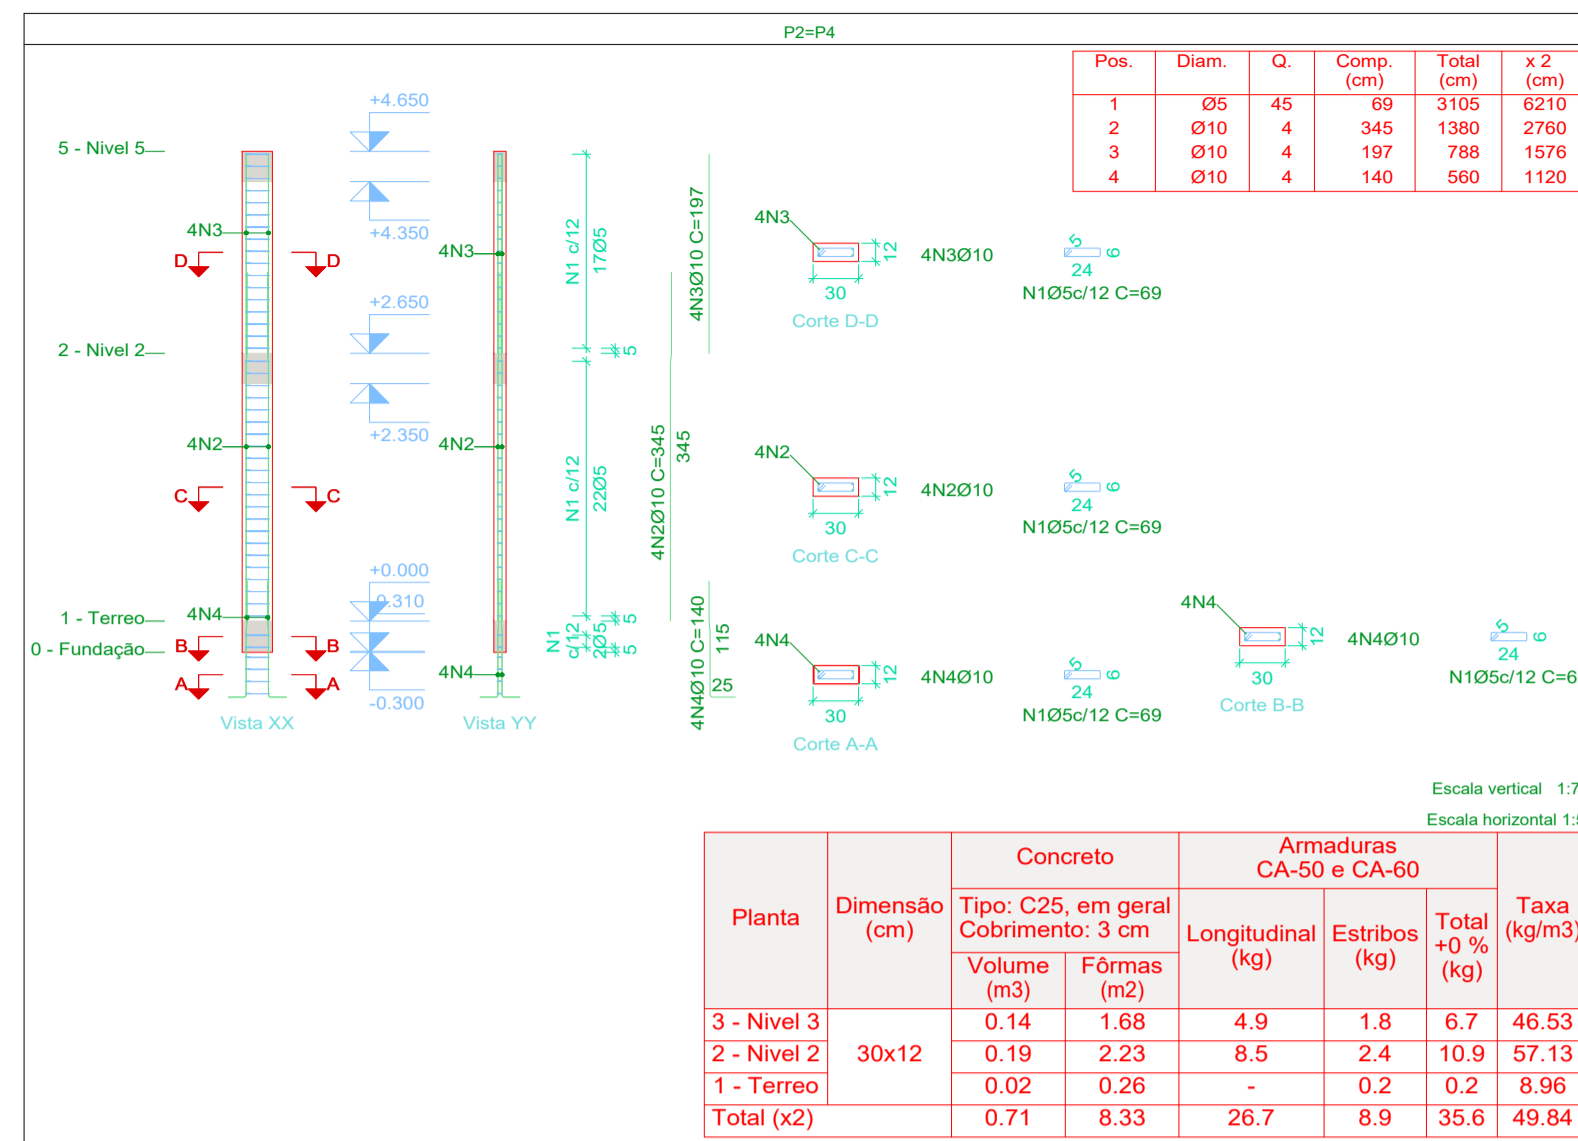 P2=P4
Pos. Diam. Q. Comp. (cm) Total (cm) x 2 (cm)
1 Ø5 45 69 3105 6210
2 Ø10 4 345 1380 2760
3 Ø10 4 197 788 1576
4 Ø10 4 140 560 1120
5 - Nivel 5
2 - Nivel 2
1 - Terreo
0 - Fundação
4N3
D D
4N2
C C
4N4
B B
A A
Vista XX
+4.650
+4.350
+2.650
+2.350
+0.000
0.310
-0.300
4N3
4N2
4N4
Vista YY
N1 c/12
17Ø5
5
N1 c/12
22Ø5
5
N1
c/12
2Ø5
5
4N3Ø10 C=197
4N2Ø10 C=345
345
4N4Ø10 C=140
115
25
4N3
12
30
4N3Ø10
5
6
24
N1Ø5c/12 C=69
Corte D-D
4N2
12
30
4N2Ø10
5
6
24
N1Ø5c/12 C=69
Corte C-C
4N4
12
30
4N4Ø10
5
6
24
N1Ø5c/12 C=69
Corte A-A
4N4
12
30
4N4Ø10
5
6
24
N1Ø5c/12 C=6
Corte B-B
Escala vertical 1:7
Escala horizontal 1:5
Planta
Dimensão
(cm)
Concreto
Tipo: C25, em geral
Cobrimento: 3 cm
Volume
(m3)
Fôrmas
(m2)
Armaduras
CA-50 e CA-60
Longitudinal
(kg)
Estribos
(kg)
Total
+0 %
(kg)
Taxa
(kg/m3)
3 - Nivel 3 0.14 1.68 4.9 1.8 6.7 46.53
2 - Nivel 2 30x12 0.19 2.23 8.5 2.4 10.9 57.13
1 - Terreo 0.02 0.26 - 0.2 0.2 8.96
Total (x2) 0.71 8.33 26.7 8.9 35.6 49.84